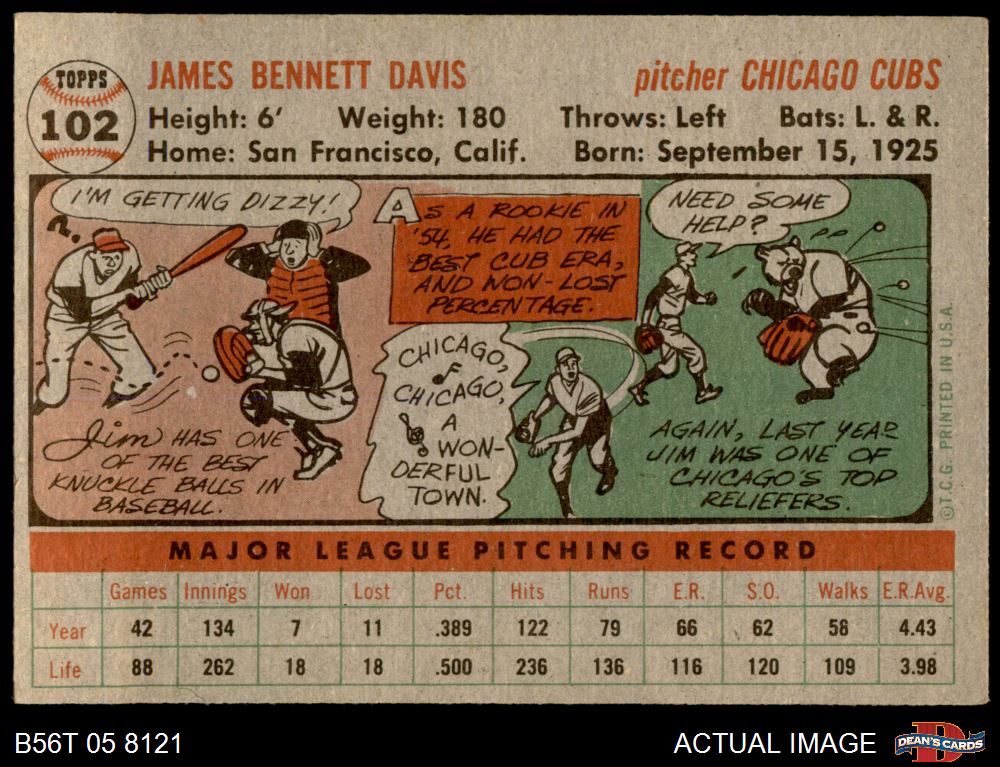 TOPPS
102
JAMES BENNETT DAVIS
pitcher CHICAGO CUBS
Height: 6' Weight: 180 Throws: Left Bats: L. & R.
Home: San Francisco, Calif. Born: September 15, 1925
I'M GETTING DIZZY!
Jim HAS ONE
OF THE BEST
KNUCKLE BALLS IN
BASEBALL.
AS A ROOKIE IN
'54, HE HAD THE
BEST CUB ERA,
AND WON-LOST
PERCENTAGE.
CHICAGO,
CHICAGO,
A
WON-
DERFUL
TOWN.
NEED SOME
HELP?
AGAIN, LAST YEAR
JIM WAS ONE OF
CHICAGO'S TOP
RELIEFERS.
©T.C.G. PRINTED IN U.S.A.
MAJOR LEAGUE PITCHING RECORD
Games Innings Won Lost Pct. Hits Runs E.R. S.O. Walks E.R.Avg.
Year 42 134 7 11 .389 122 79 66 62 58 4.43
Life 88 262 18 18 .500 236 136 116 120 109 3.98
B56T 05 8121
ACTUAL IMAGE
D
DEAN'S CARDS